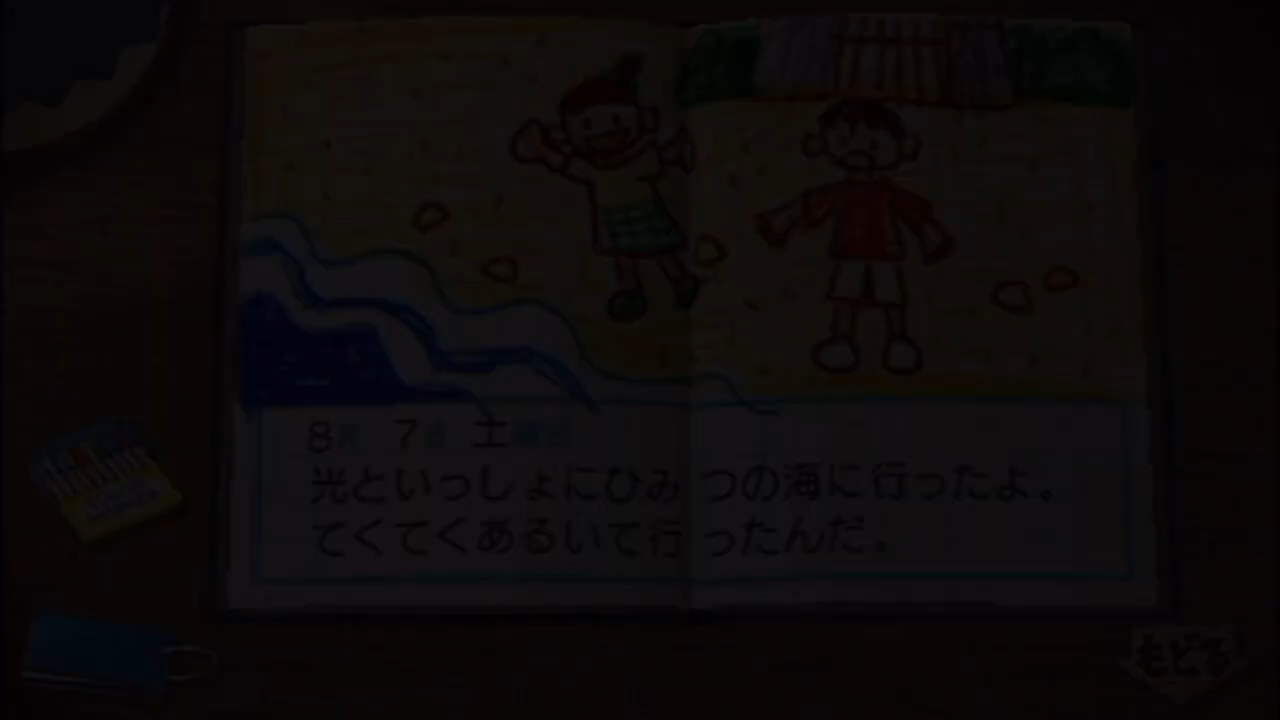 8月 7日 土曜日
光といっしょにひみつの海に行ったよ。
てくてくあるいて行ったんだ。
もどる